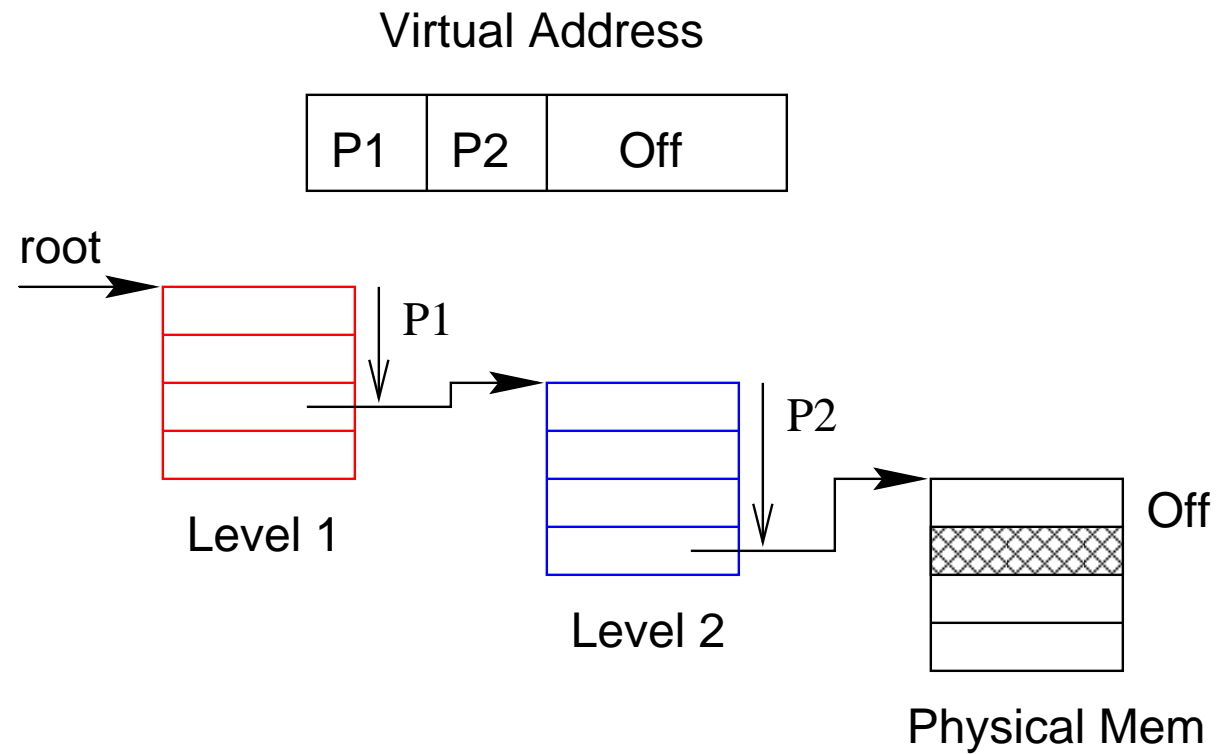 Virtual Address
P1 P2 Off
root
P1
P2
Off
Level 1
Level 2
Physical Mem